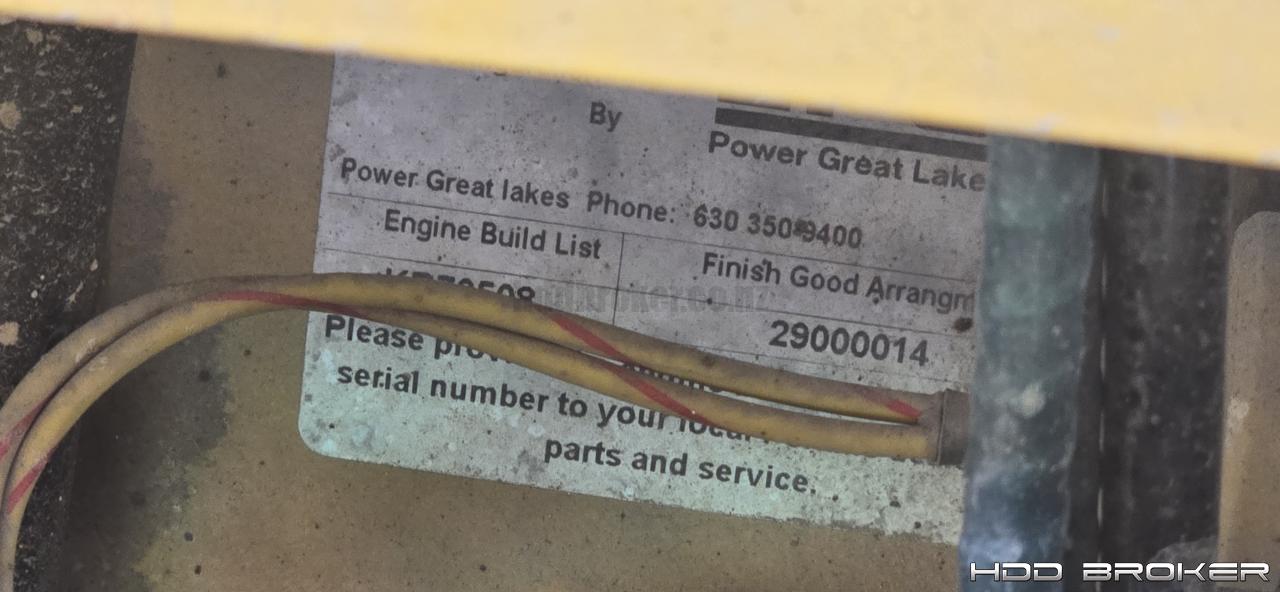 By
Power Great Lake
Power Great lakes Phone: 630 350-9400
Engine Build List
Finish Good Arrangm
29000014
Please
serial number to your
parts and service.
HDD BROKER